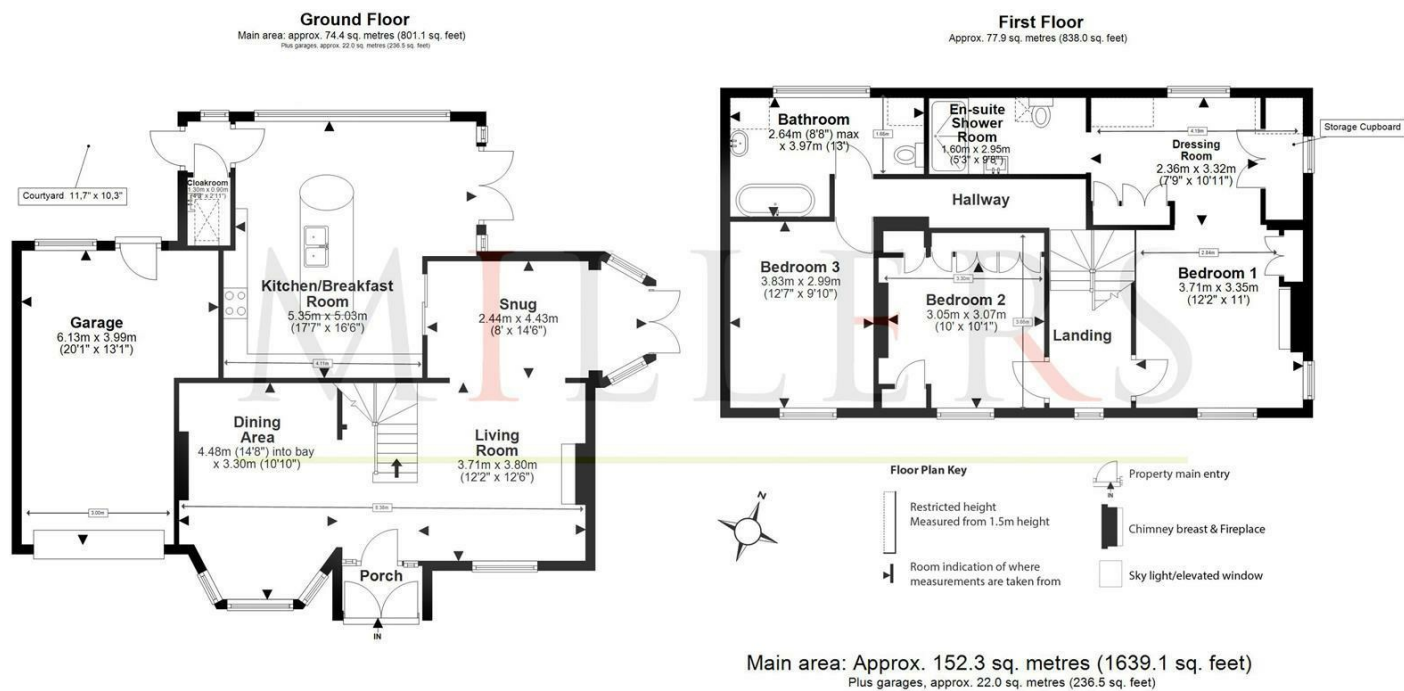 Ground Floor
Main area: approx. 74.4 sq. metres (801.1 sq. feet)
Plus garages, approx. 22.0 sq. metres (236.5 sq. feet)
Courtyard 11,7" x 10,3"
Cloakroom
Kitchen/Breakfast
Room
5.35m x 5.03m
(17'7" x 16'6")
4.71m
Snug
2.44m x 4.43m
(8' x 14'6")
Garage
6.13m x 3.99m
(20'1" x 13'1")
3.00m
Dining
Area
4.48m (14'8") into bay
x 3.30m (10'10")
Living
Room
3.71m x 3.80m
(12'2" x 12'6")
Porch
IN
First Floor
Approx. 77.9 sq. metres (838.0 sq. feet)
Bathroom
2.64m (8'8") max
x 3.97m (13')
En-suite
Shower
Room
1.60m x 2.95m
(5'3" x 9'8")
4.19m
Dressing
Room
2.36m x 3.32m
(7'9" x 10'11")
Storage Cupboard
Hallway
Bedroom 3
3.83m x 2.99m
(12'7" x 9'10")
Bedroom 2
3.05m x 3.07m
(10' x 10'1")
Landing
2.84m
Bedroom 1
3.71m x 3.35m
(12'2" x 11')
MILLERS
Floor Plan Key
Restricted height
Measured from 1.5m height
Room indication of where
measurements are taken from
Property main entry
IN
Chimney breast & Fireplace
Sky light/elevated window
N
Main area: Approx. 152.3 sq. metres (1639.1 sq. feet)
Plus garages, approx. 22.0 sq. metres (236.5 sq. feet)